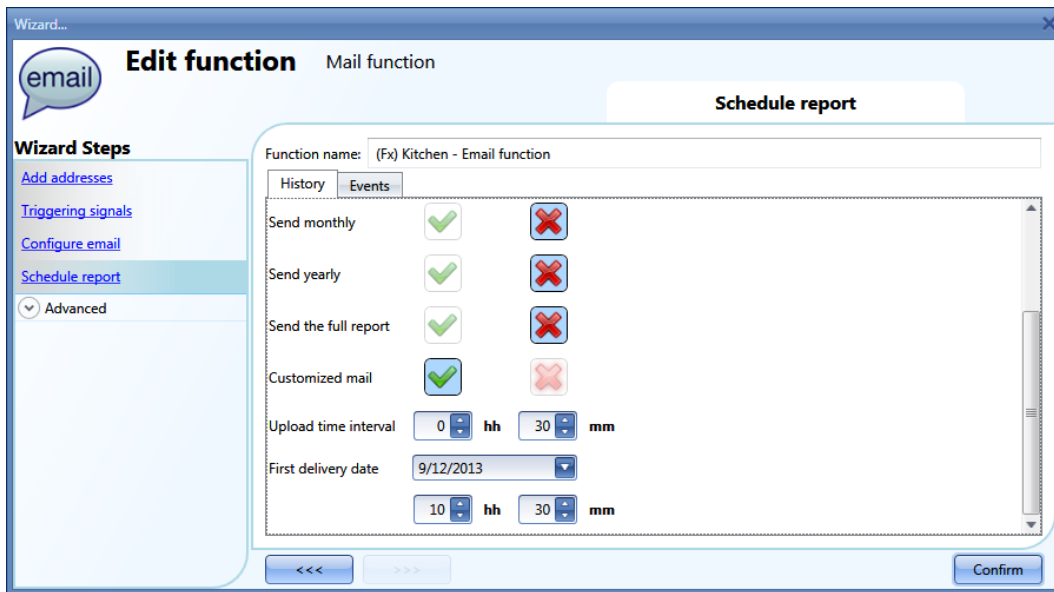 Wizard...
email
Edit function Mail function
Schedule report
Wizard Steps
Add addresses
Triggering signals
Configure email
Schedule report
Advanced
Function name: (Fx) Kitchen - Email function
History Events
Send monthly
Send yearly
Send the full report
Customized mail
Upload time interval 0 hh 30 mm
First delivery date 9/12/2013
10 hh 30 mm
<<< >>> Confirm